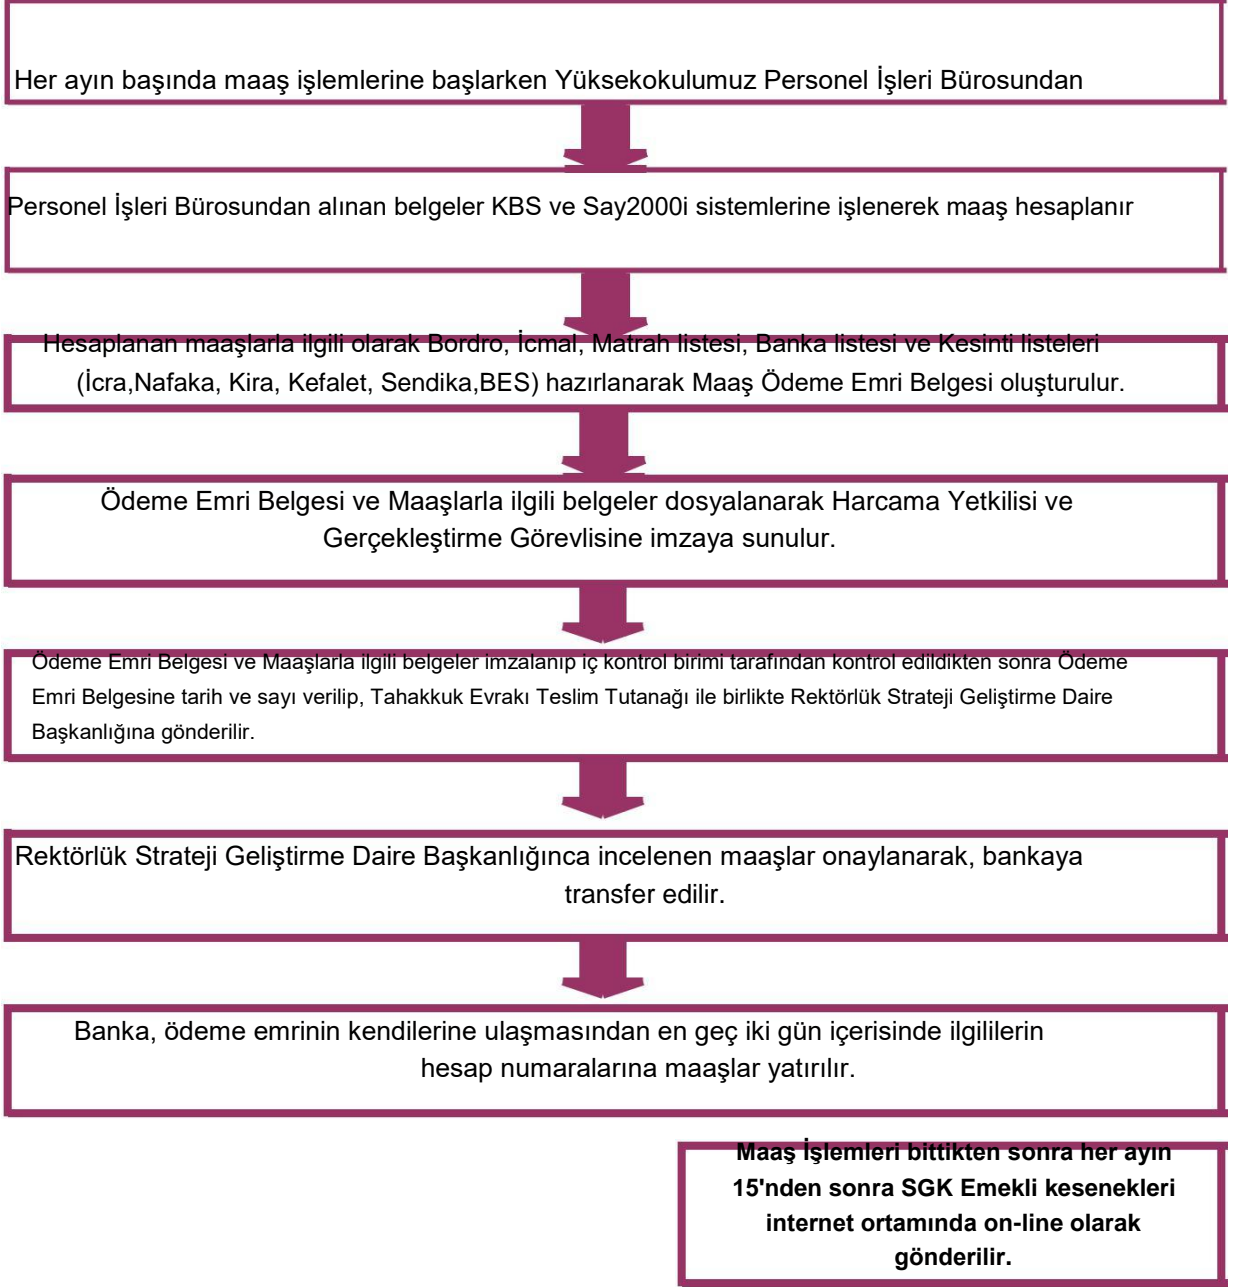 Her ayın başında maaş işlemlerine başlarken Yüksekokulumuz Personel İşleri Bürosundan
Personel İşleri Bürosundan alınan belgeler KBS ve Say2000i sistemlerine işlenerek maaş hesaplanır
Hesaplanan maaşlarla ilgili olarak Bordro, İcmal, Matrah listesi, Banka listesi ve Kesinti listeleri
(İcra,Nafaka, Kira, Kefalet, Sendika,BES) hazırlanarak Maaş Ödeme Emri Belgesi oluşturulur.
Ödeme Emri Belgesi ve Maaşlarla ilgili belgeler dosyalanarak Harcama Yetkilisi ve
Gerçekleştirme Görevlisine imzaya sunulur.
Ödeme Emri Belgesi ve Maaşlarla ilgili belgeler imzalanıp iç kontrol birimi tarafından kontrol edildikten sonra Ödeme
Emri Belgesine tarih ve sayı verilip, Tahakkuk Evrakı Teslim Tutanağı ile birlikte Rektörlük Strateji Geliştirme Daire
Başkanlığına gönderilir.
Rektörlük Strateji Geliştirme Daire Başkanlığınca incelenen maaşlar onaylanarak, bankaya
transfer edilir.
Banka, ödeme emrinin kendilerine ulaşmasından en geç iki gün içerisinde ilgililerin
hesap numaralarına maaşlar yatırılır.
Maaş İşlemleri bittikten sonra her ayın
15'nden sonra SGK Emekli kesenekleri
internet ortamında on-line olarak
gönderilir.